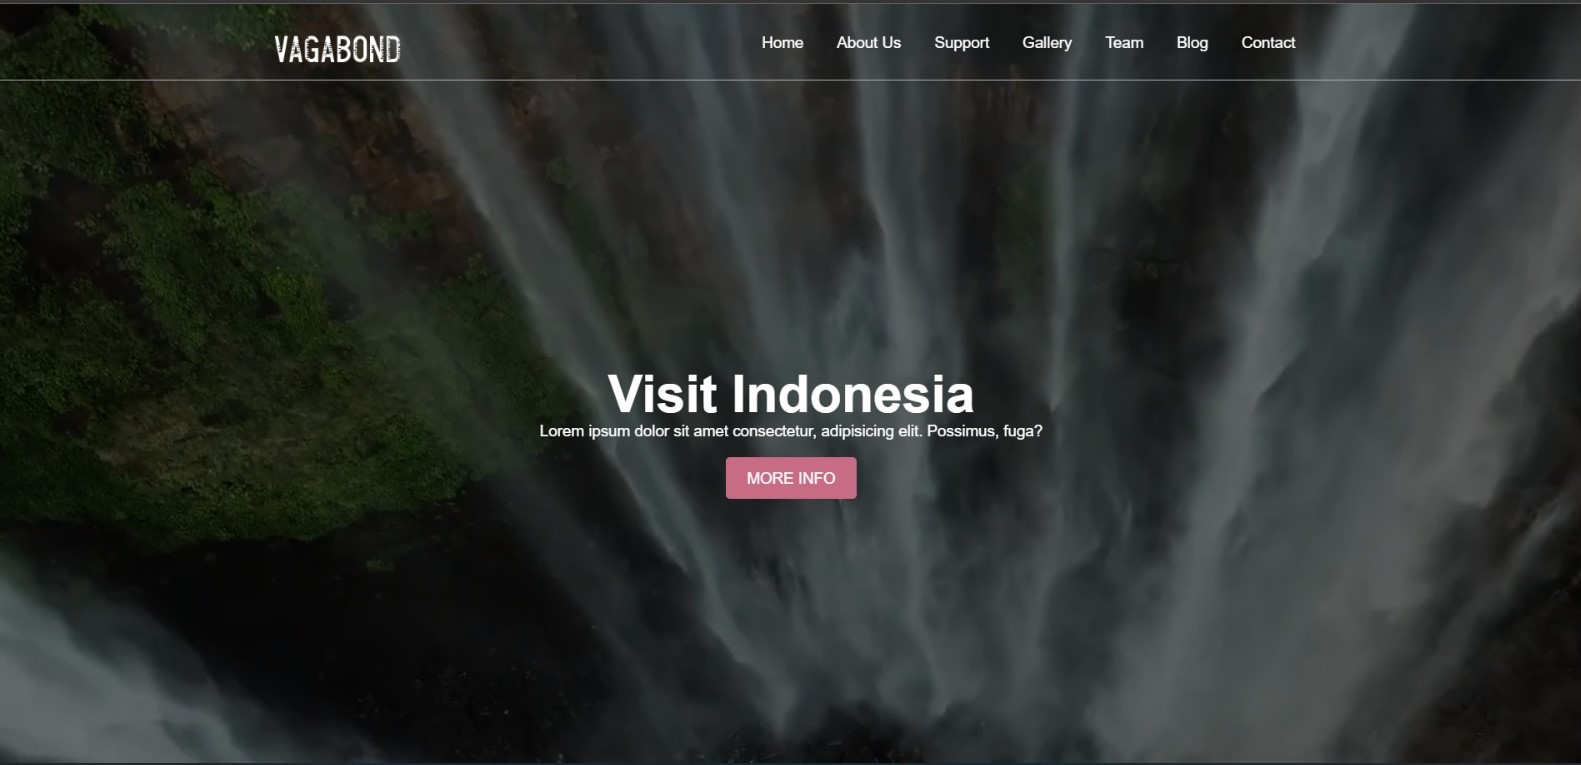 VAGABOND
Home About Us Support Gallery Team Blog Contact
Visit Indonesia
Lorem ipsum dolor sit amet consectetur, adipisicing elit. Possimus, fuga?
MORE INFO